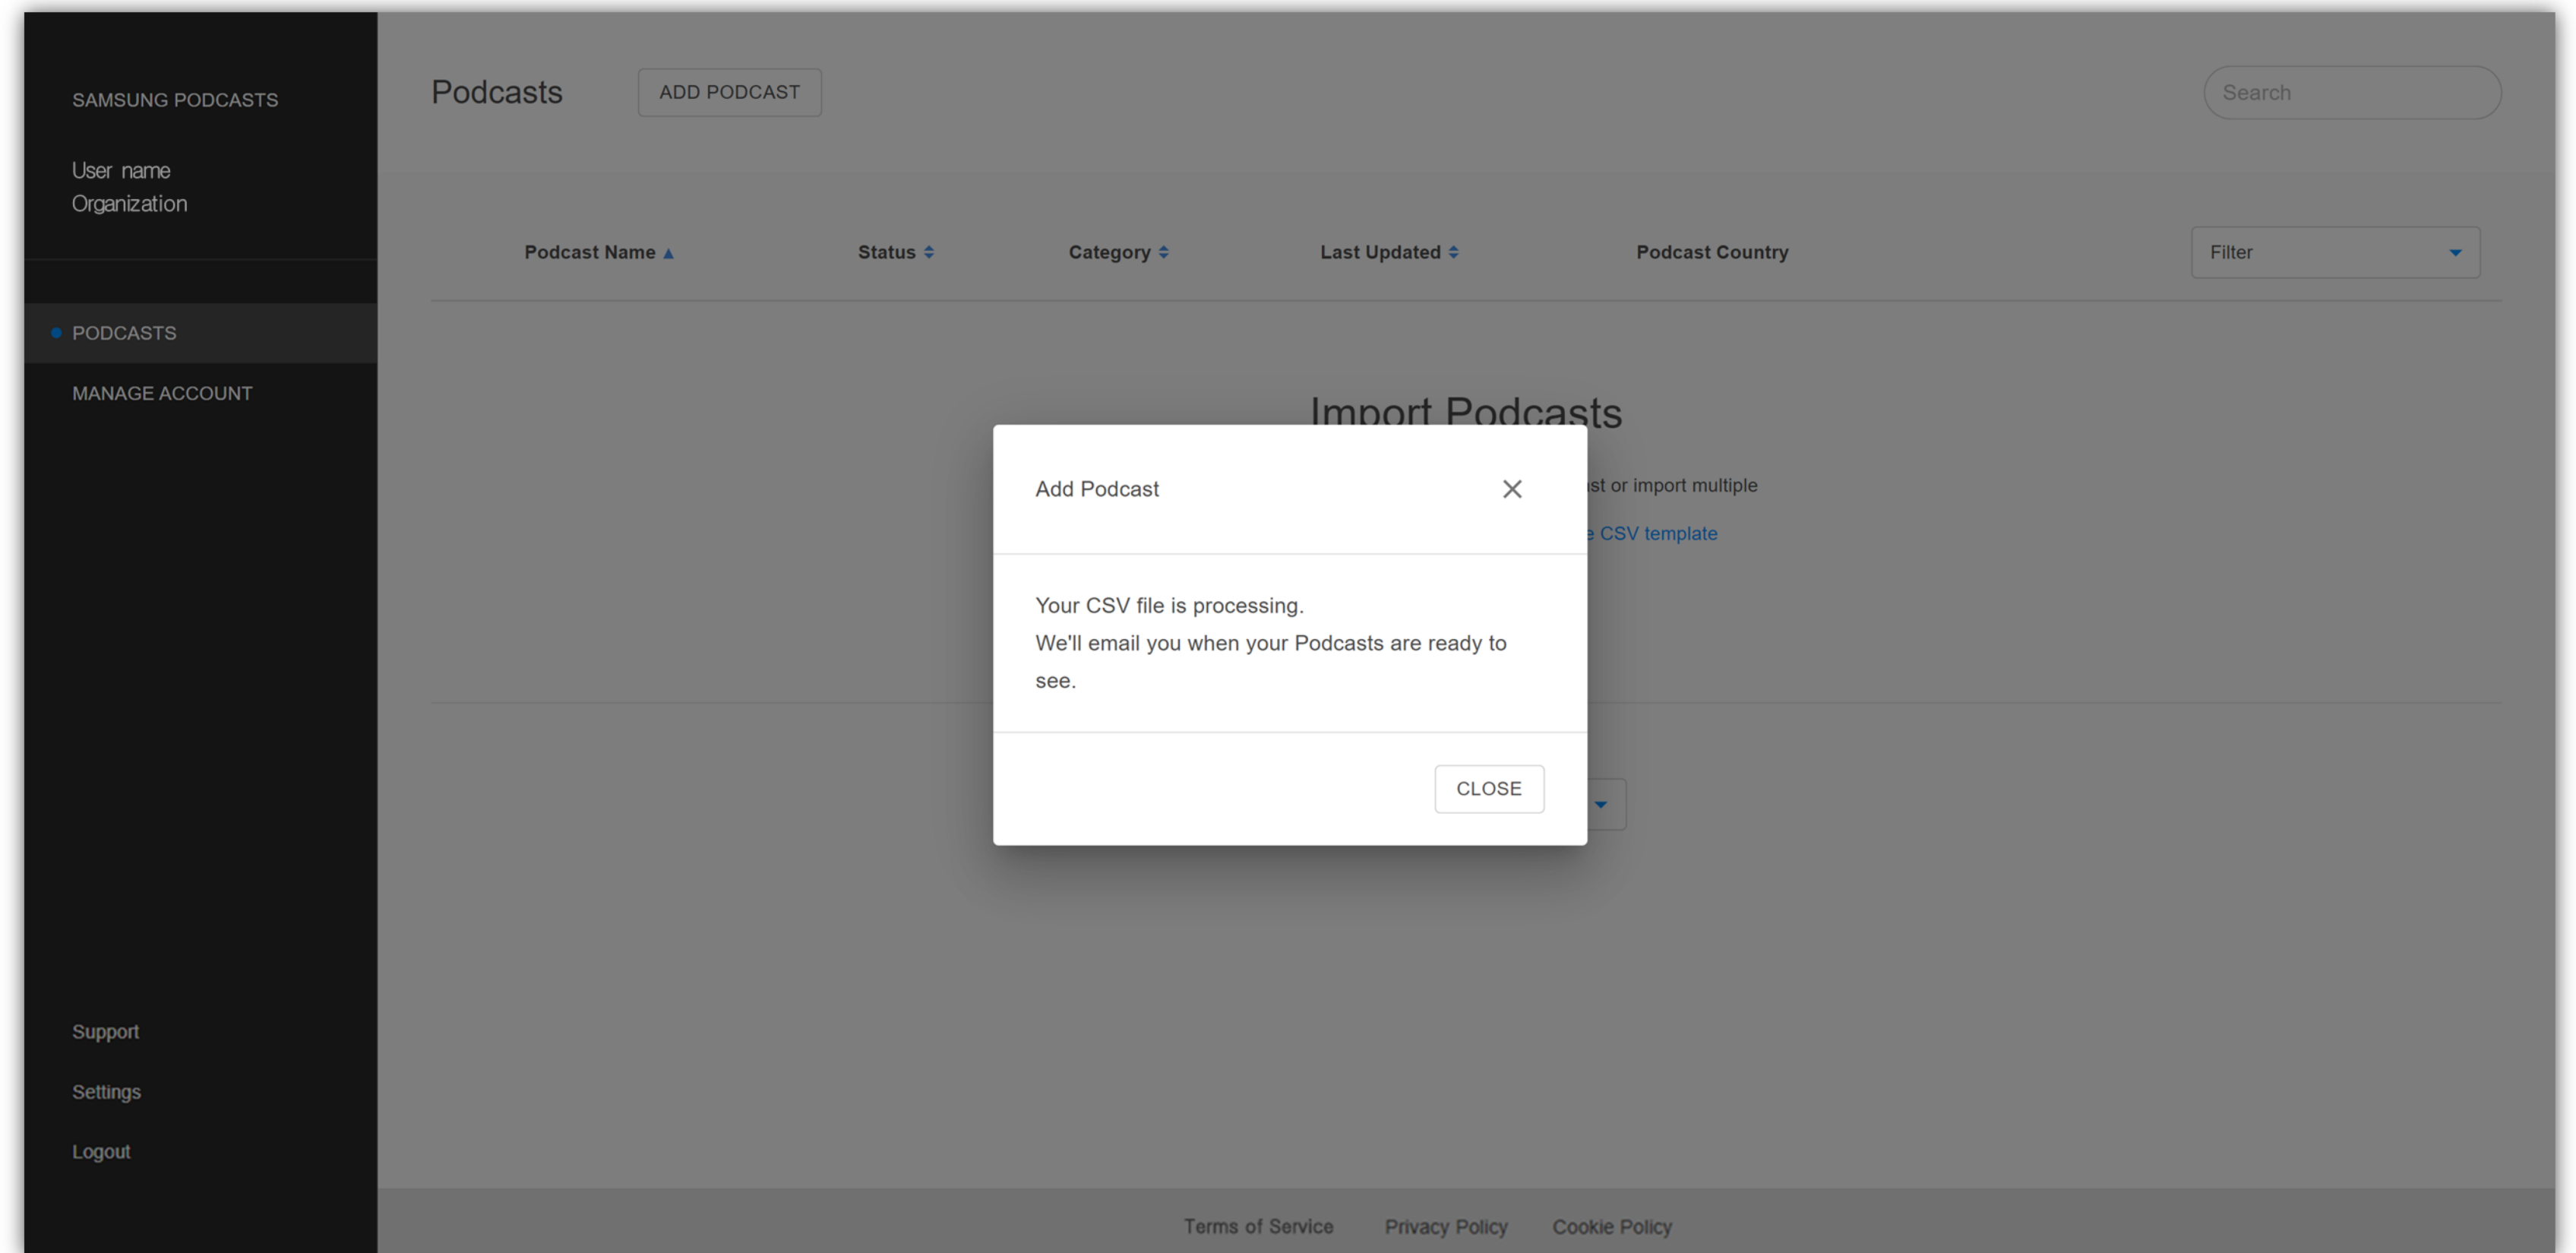 SAMSUNG PODCASTS
User name
Organization
PODCASTS
MANAGE ACCOUNT
Support
Settings
Logout
Podcasts
ADD PODCAST
Search
Podcast Name
Status
Category
Last Updated
Podcast Country
Filter
Import Podcasts
or import multiple
CSV template
Add Podcast
Your CSV file is processing.
We'll email you when your Podcasts are ready to
see.
CLOSE
Terms of Service
Privacy Policy
Cookie Policy